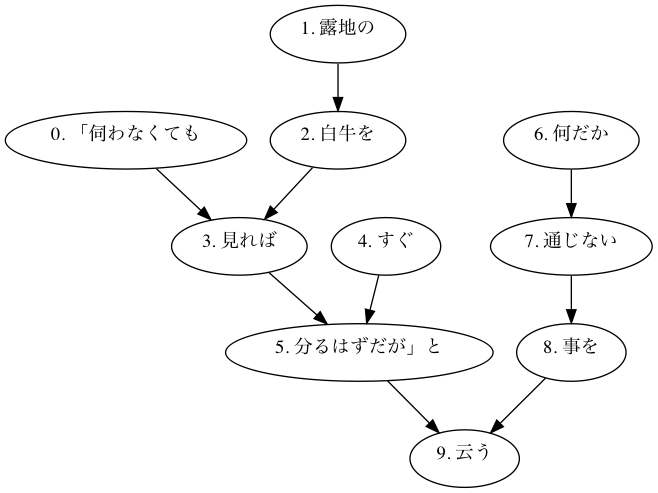 1. 露地の
0. 「伺わなくても
2. 白牛を
6. 何だか
3. 見れば
4. すぐ
7. 通じない
5. 分るはずだが」と
8. 事を
9. 云う